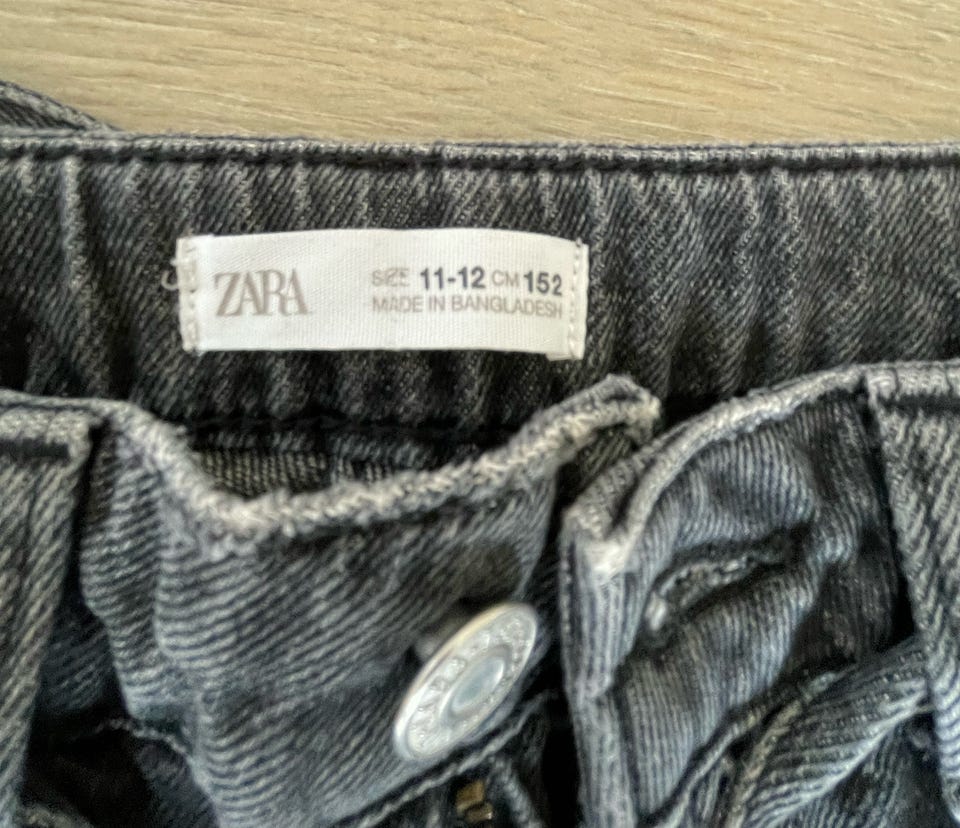 ZARA
SIZE 11-12 CM 152
MADE IN BANGLADESH